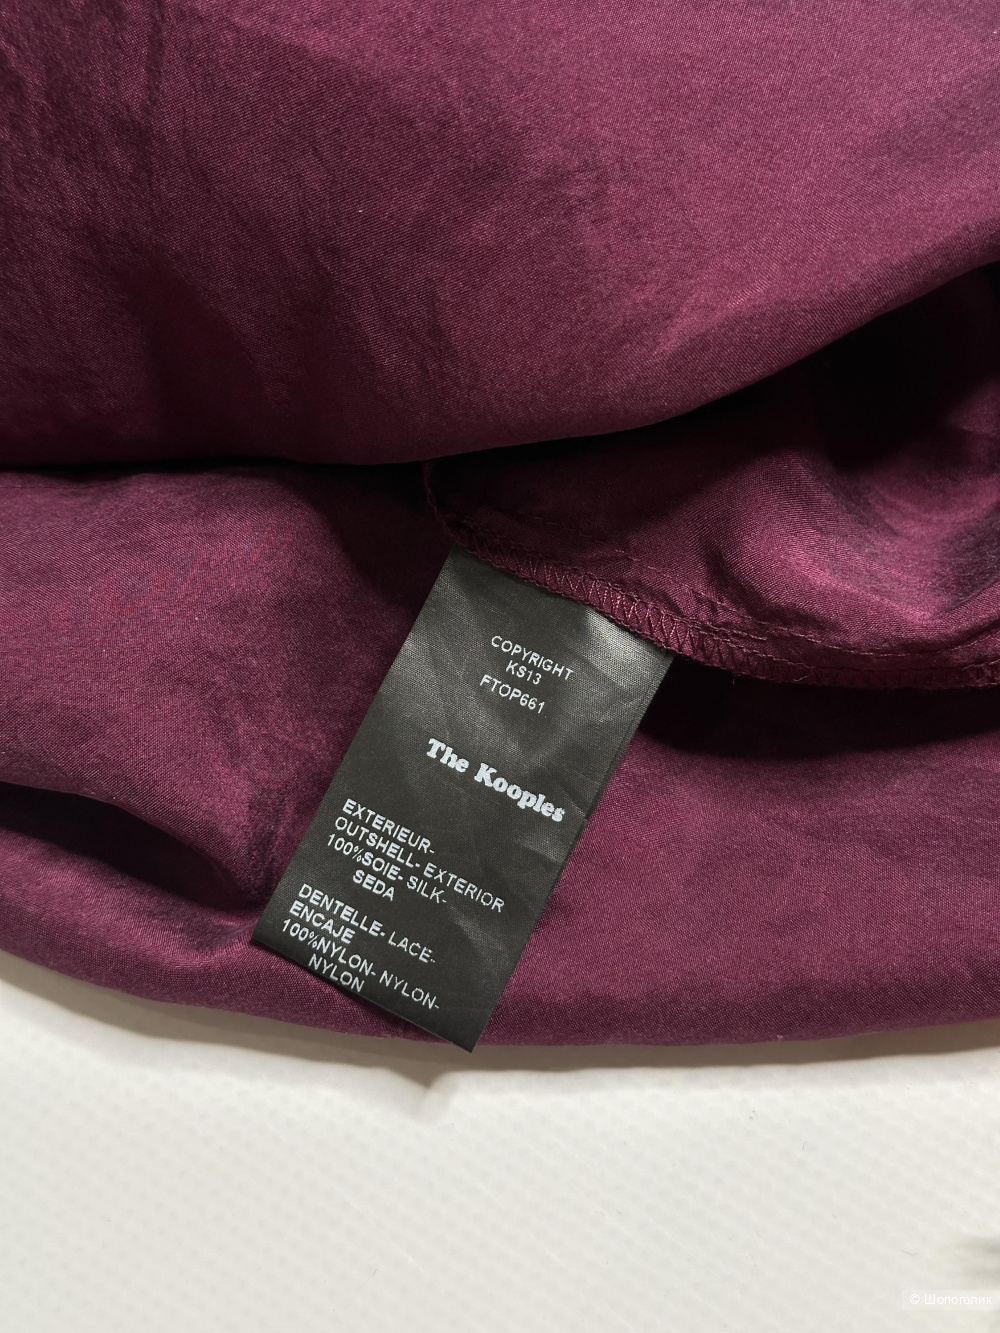 COPYRIGHT
KS13
FTOP661
The Kooples
EXTERIEUR-
OUTSHELL- EXTERIOR
100%SOIE- SILK-
SEDA
DENTELLE- LACE-
ENCAJE
100%NYLON- NYLON-
NYLON
© Шопоголик